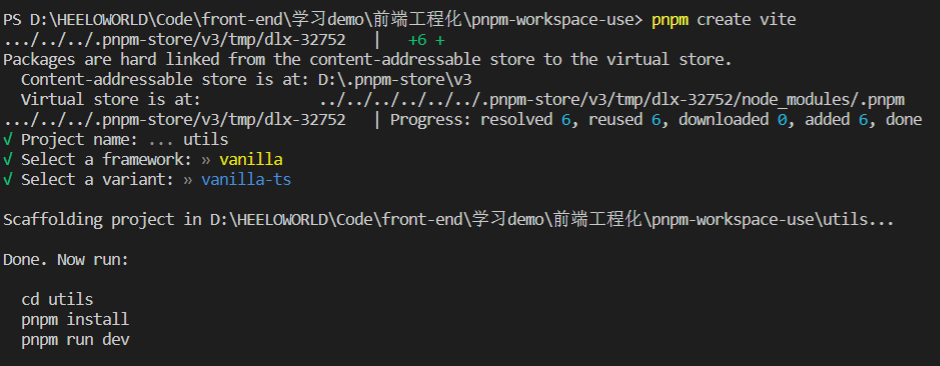 PS D:\HEELOWORLD\Code\front-end\学习demo\前端工程化\pnpm-workspace-use> pnpm create vite
.../../../.pnpm-store/v3/tmp/dlx-32752   |   +6 +
Packages are hard linked from the content-addressable store to the virtual store.
  Content-addressable store is at: D:\.pnpm-store\v3
  Virtual store is at:             ../../../../../../.pnpm-store/v3/tmp/dlx-32752/node_modules/.pnpm
.../../../.pnpm-store/v3/tmp/dlx-32752   | Progress: resolved 6, reused 6, downloaded 0, added 6, done
√ Project name: ... utils
√ Select a framework: » vanilla
√ Select a variant: » vanilla-ts
Scaffolding project in D:\HEELOWORLD\Code\front-end\学习demo\前端工程化\pnpm-workspace-use\utils...
Done. Now run:
  cd utils
  pnpm install
  pnpm run dev